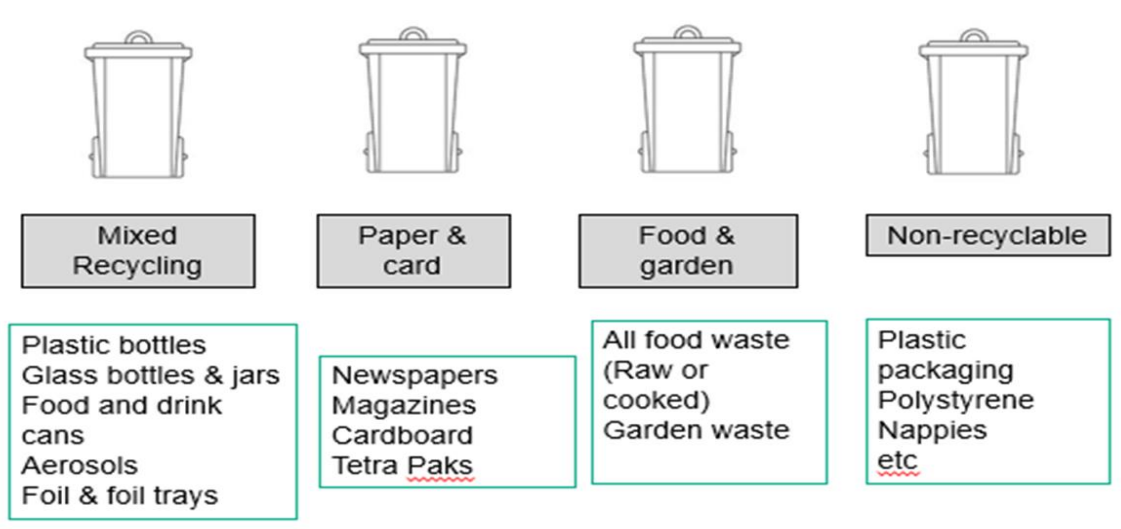 Mixed
Recycling
Paper &
card
Food &
garden
Non-recyclable
Plastic bottles
Glass bottles & jars
Food and drink
cans
Aerosols
Foil & foil trays
Newspapers
Magazines
Cardboard
Tetra Paks
All food waste
(Raw or
cooked)
Garden waste
Plastic
packaging
Polystyrene
Nappies
etc